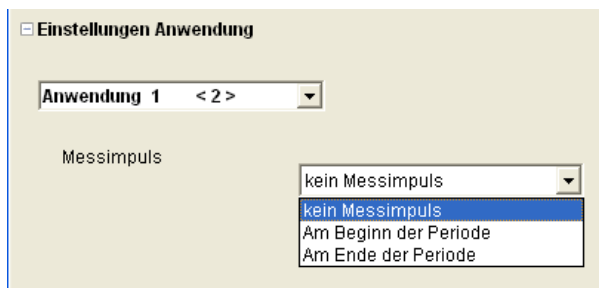 Einstellungen Anwendung
Anwendung 1 <2>
Messimpuls
kein Messimpuls
kein Messimpuls
Am Beginn der Periode
Am Ende der Periode